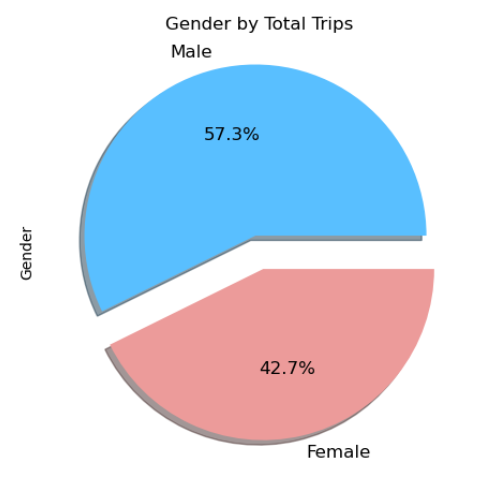 Gender by Total Trips
Male
57.3%
Gender
42.7%
Female